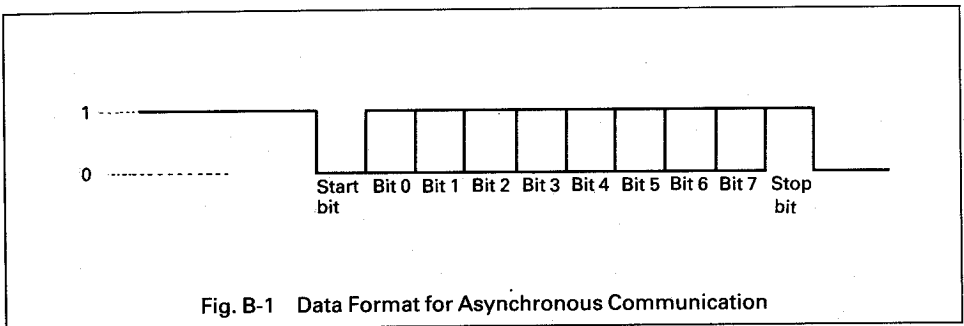 1
0
Start bit Bit 0 Bit 1 Bit 2 Bit 3 Bit 4 Bit 5 Bit 6 Bit 7 Stop bit
Fig. B-1 Data Format for Asynchronous Communication